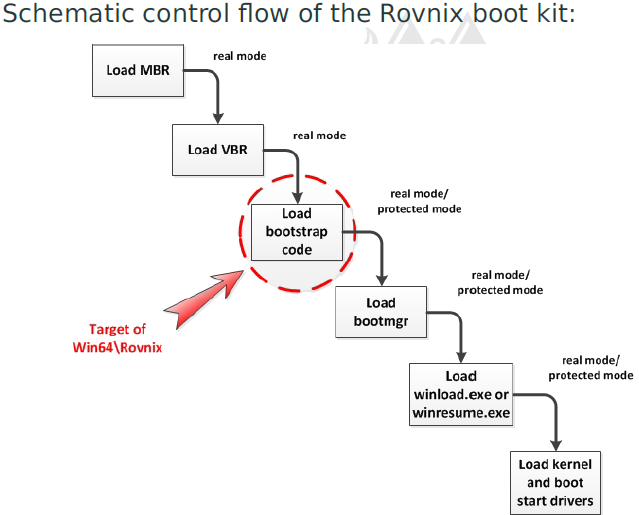 Schematic control flow of the Rovnix boot kit:
real mode
Load MBR
real mode
Load VBR
real mode/
protected mode
Load
bootstrap
code
real mode/
protected mode
Load
bootmgr
Target of
Win64\Rovnix
real mode/
protected mode
Load
winload.exe or
winresume.exe
Load kernel
and boot
start drivers